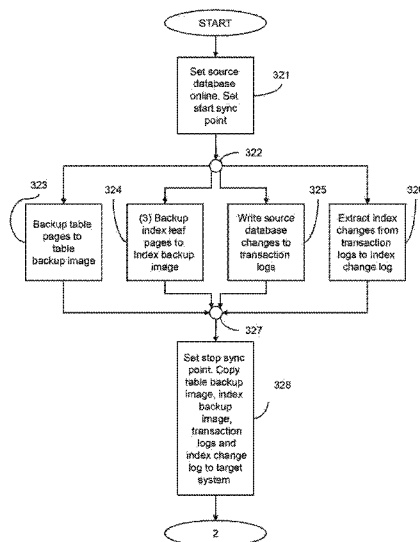 START
Set source
database
online. Set
start sync
point
321
322
323
Backup table
pages to
table
backup image
324
(3) Backup
index leaf
pages to
Index backup
image
325
Write source
database
changes to
transaction
logs
326
Extract index
changes from
transaction
logs to Index
change log
327
Set stop sync
point. Copy
table backup
image, index
backup
image,
transaction
logs and
index change
log to target
system
328
2